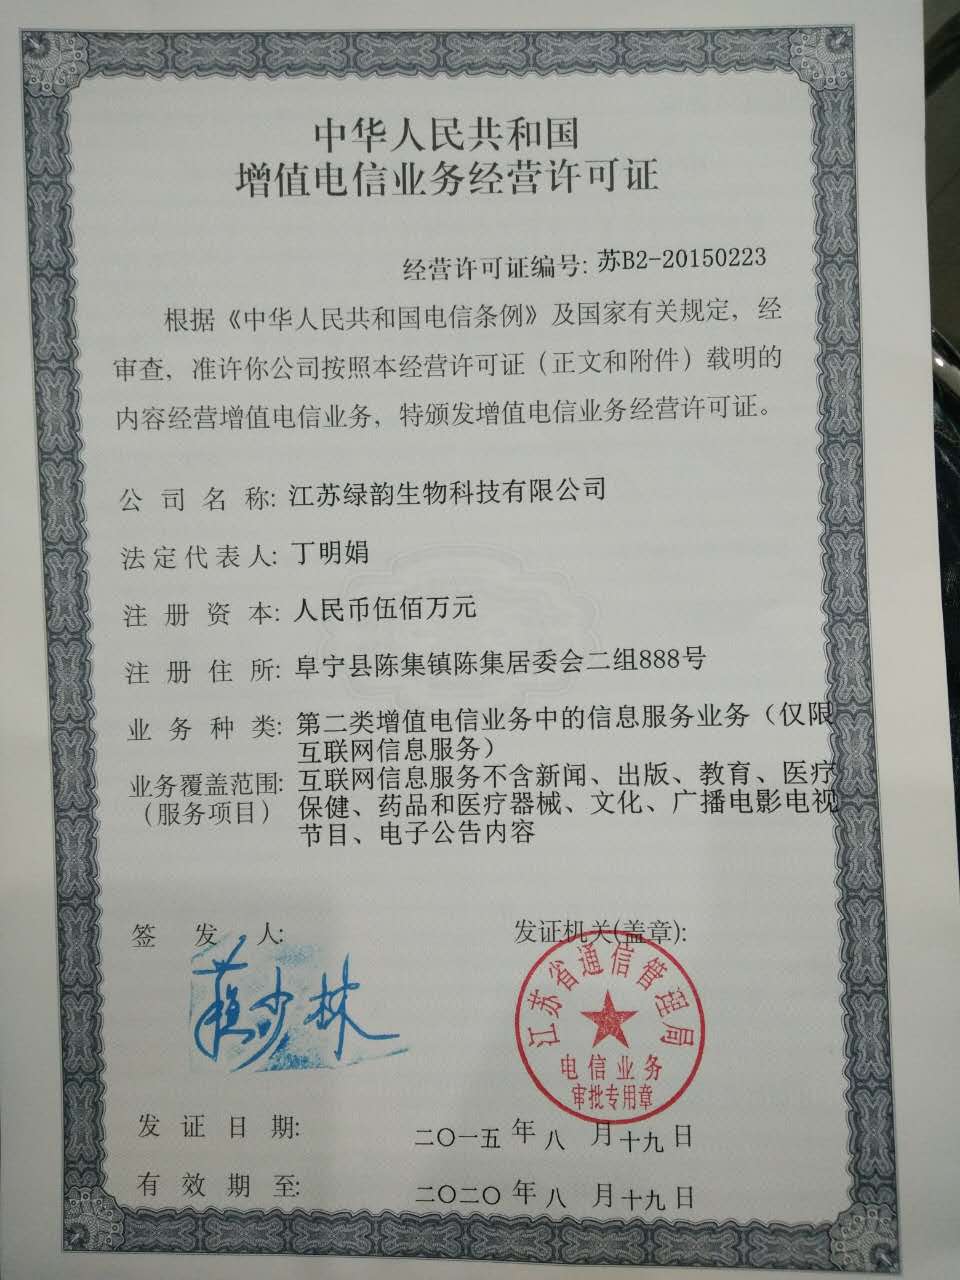 中华人民共和国
增值电信业务经营许可证
经营许可证编号: 苏B2-20150223
根据《中华人民共和国电信条例》及国家有关规定，经
审查，准许你公司按照本经营许可证（正文和附件）载明的
内容经营增值电信业务，特颁发增值电信业务经营许可证。
公司名称: 江苏绿韵生物科技有限公司
法定代表人: 丁明娟
注册资本: 人民币伍佰万元
注册住所: 阜宁县陈集镇陈集居委会二组888号
业务种类: 第二类增值电信业务中的信息服务业务（仅限
互联网信息服务）
业务覆盖范围: 互联网信息服务不含新闻、出版、教育、医疗
（服务项目） 保健、药品和医疗器械、文化、广播电影电视
节目、电子公告内容
签发人:
发证机关(盖章):
江苏省通信管理局
电信业务
审批专用章
发证日期: 二〇一五年八月十九日
有效期至: 二〇二〇年八月十九日